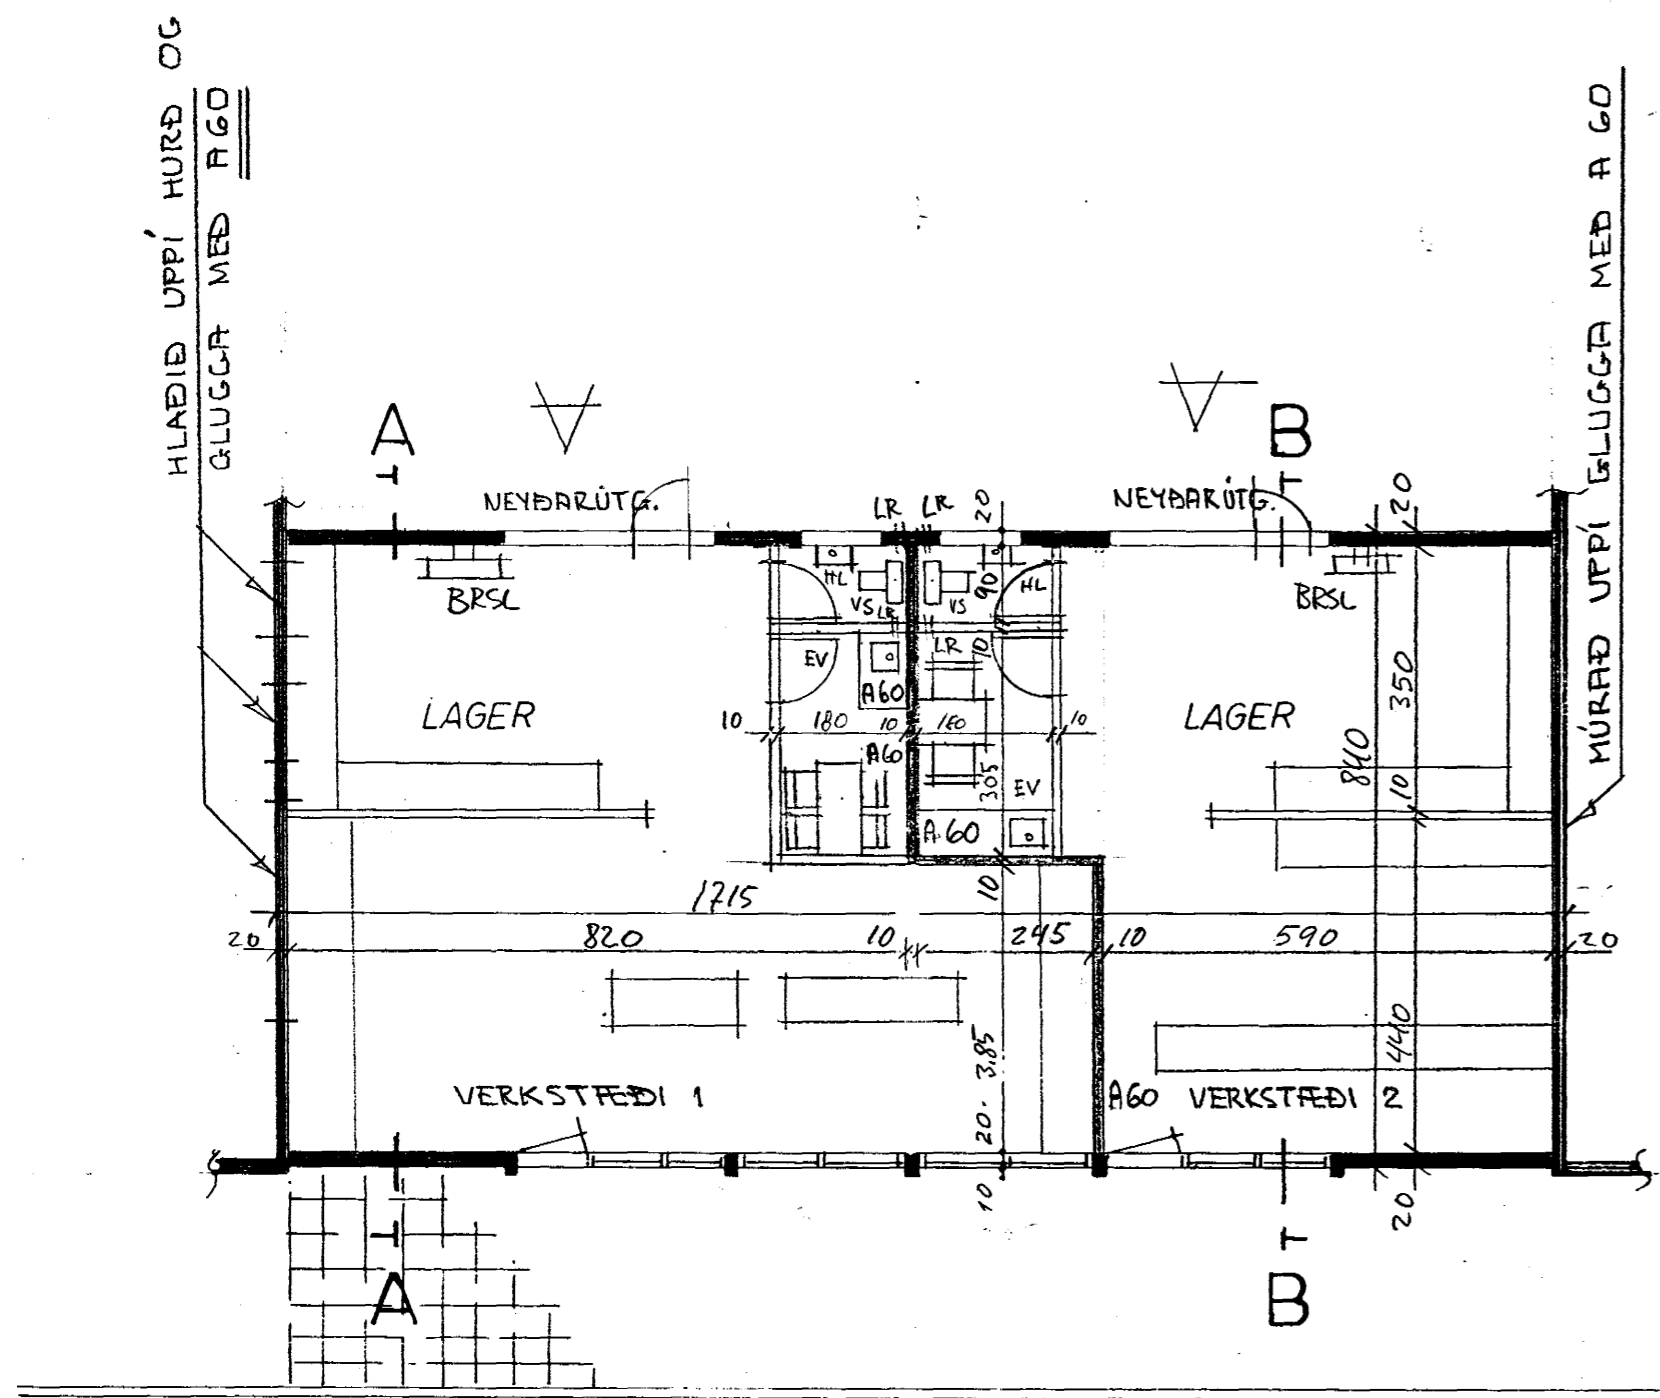 HLAÐIÐ UPPÍ HURÐ OG
GLUGGA MEÐ A60
MÚRAÐ UPPÍ GLUGGA MEÐ A 60
A
B
NEYÐARÚTG.
LR
LR
20
NEYÐARÚTG.
20
BRSL
HL
VS
LR
VS
90
HL
BRSL
EV
LR
10
A60
LAGER
10
180
10
160
10
LAGER
350
840
A60
305
EV
10
A60
10
1715
20
820
10
245
10
590
20
3.85
440
VERKSTÆÐI 1
A60
VERKSTÆÐI 2
20
10
20
A
B